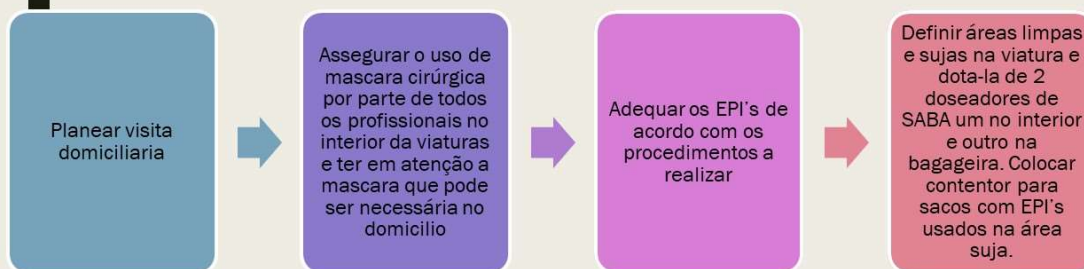 Planear visita
domiciliaria
Assegurar o uso de
mascara cirúrgica
por parte de todos
os profissionais no
interior da viaturas
e ter em atenção a
mascara que pode
ser necessária no
domicilio
Adequar os EPI's de
acordo com os
procedimentos a
realizar
Definir áreas limpas
e sujas na viatura e
dota-la de 2
doseadores de
SABA um no interior
e outro na
bagageira. Colocar
contentor para
sacos com EPI's
usados na área
suja.